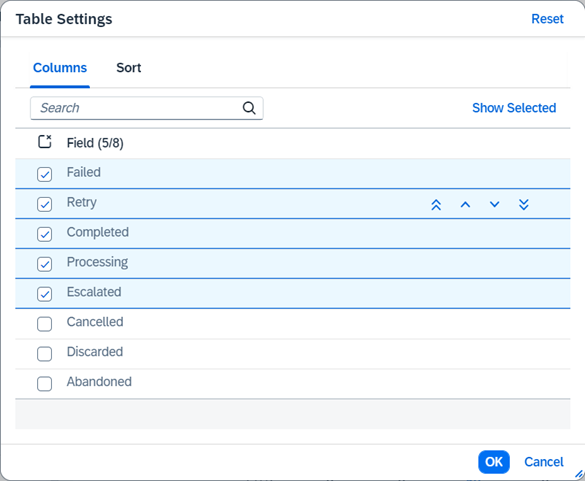 Table Settings
Reset
Columns
Sort
Search
Show Selected
Field (5/8)
Failed
Retry
Completed
Processing
Escalated
Cancelled
Discarded
Abandoned
OK
Cancel